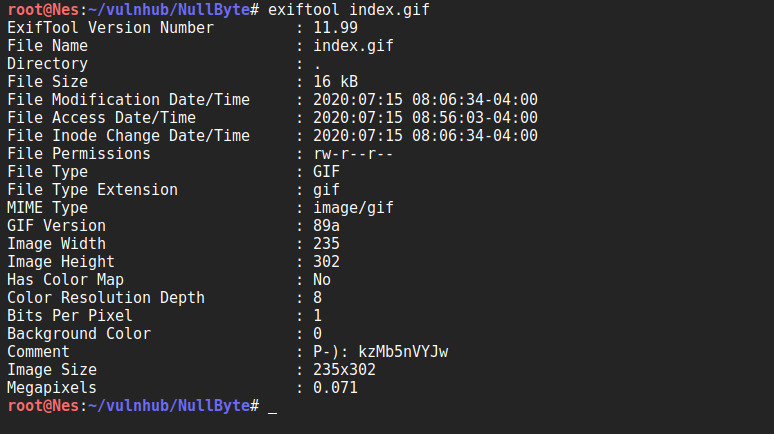 root@Nes:~/vulnhub/NullByte# exiftool index.gif
ExifTool Version Number         : 11.99
File Name                       : index.gif
Directory                       : .
File Size                       : 16 kB
File Modification Date/Time     : 2020:07:15 08:06:34-04:00
File Access Date/Time           : 2020:07:15 08:56:03-04:00
File Inode Change Date/Time     : 2020:07:15 08:06:34-04:00
File Permissions                : rw-r--r--
File Type                       : GIF
File Type Extension             : gif
MIME Type                       : image/gif
GIF Version                     : 89a
Image Width                     : 235
Image Height                    : 302
Has Color Map                   : No
Color Resolution Depth          : 8
Bits Per Pixel                  : 1
Background Color                : 0
Comment                         : P-): kzMb5nVYJw
Image Size                      : 235x302
Megapixels                      : 0.071
root@Nes:~/vulnhub/NullByte# _